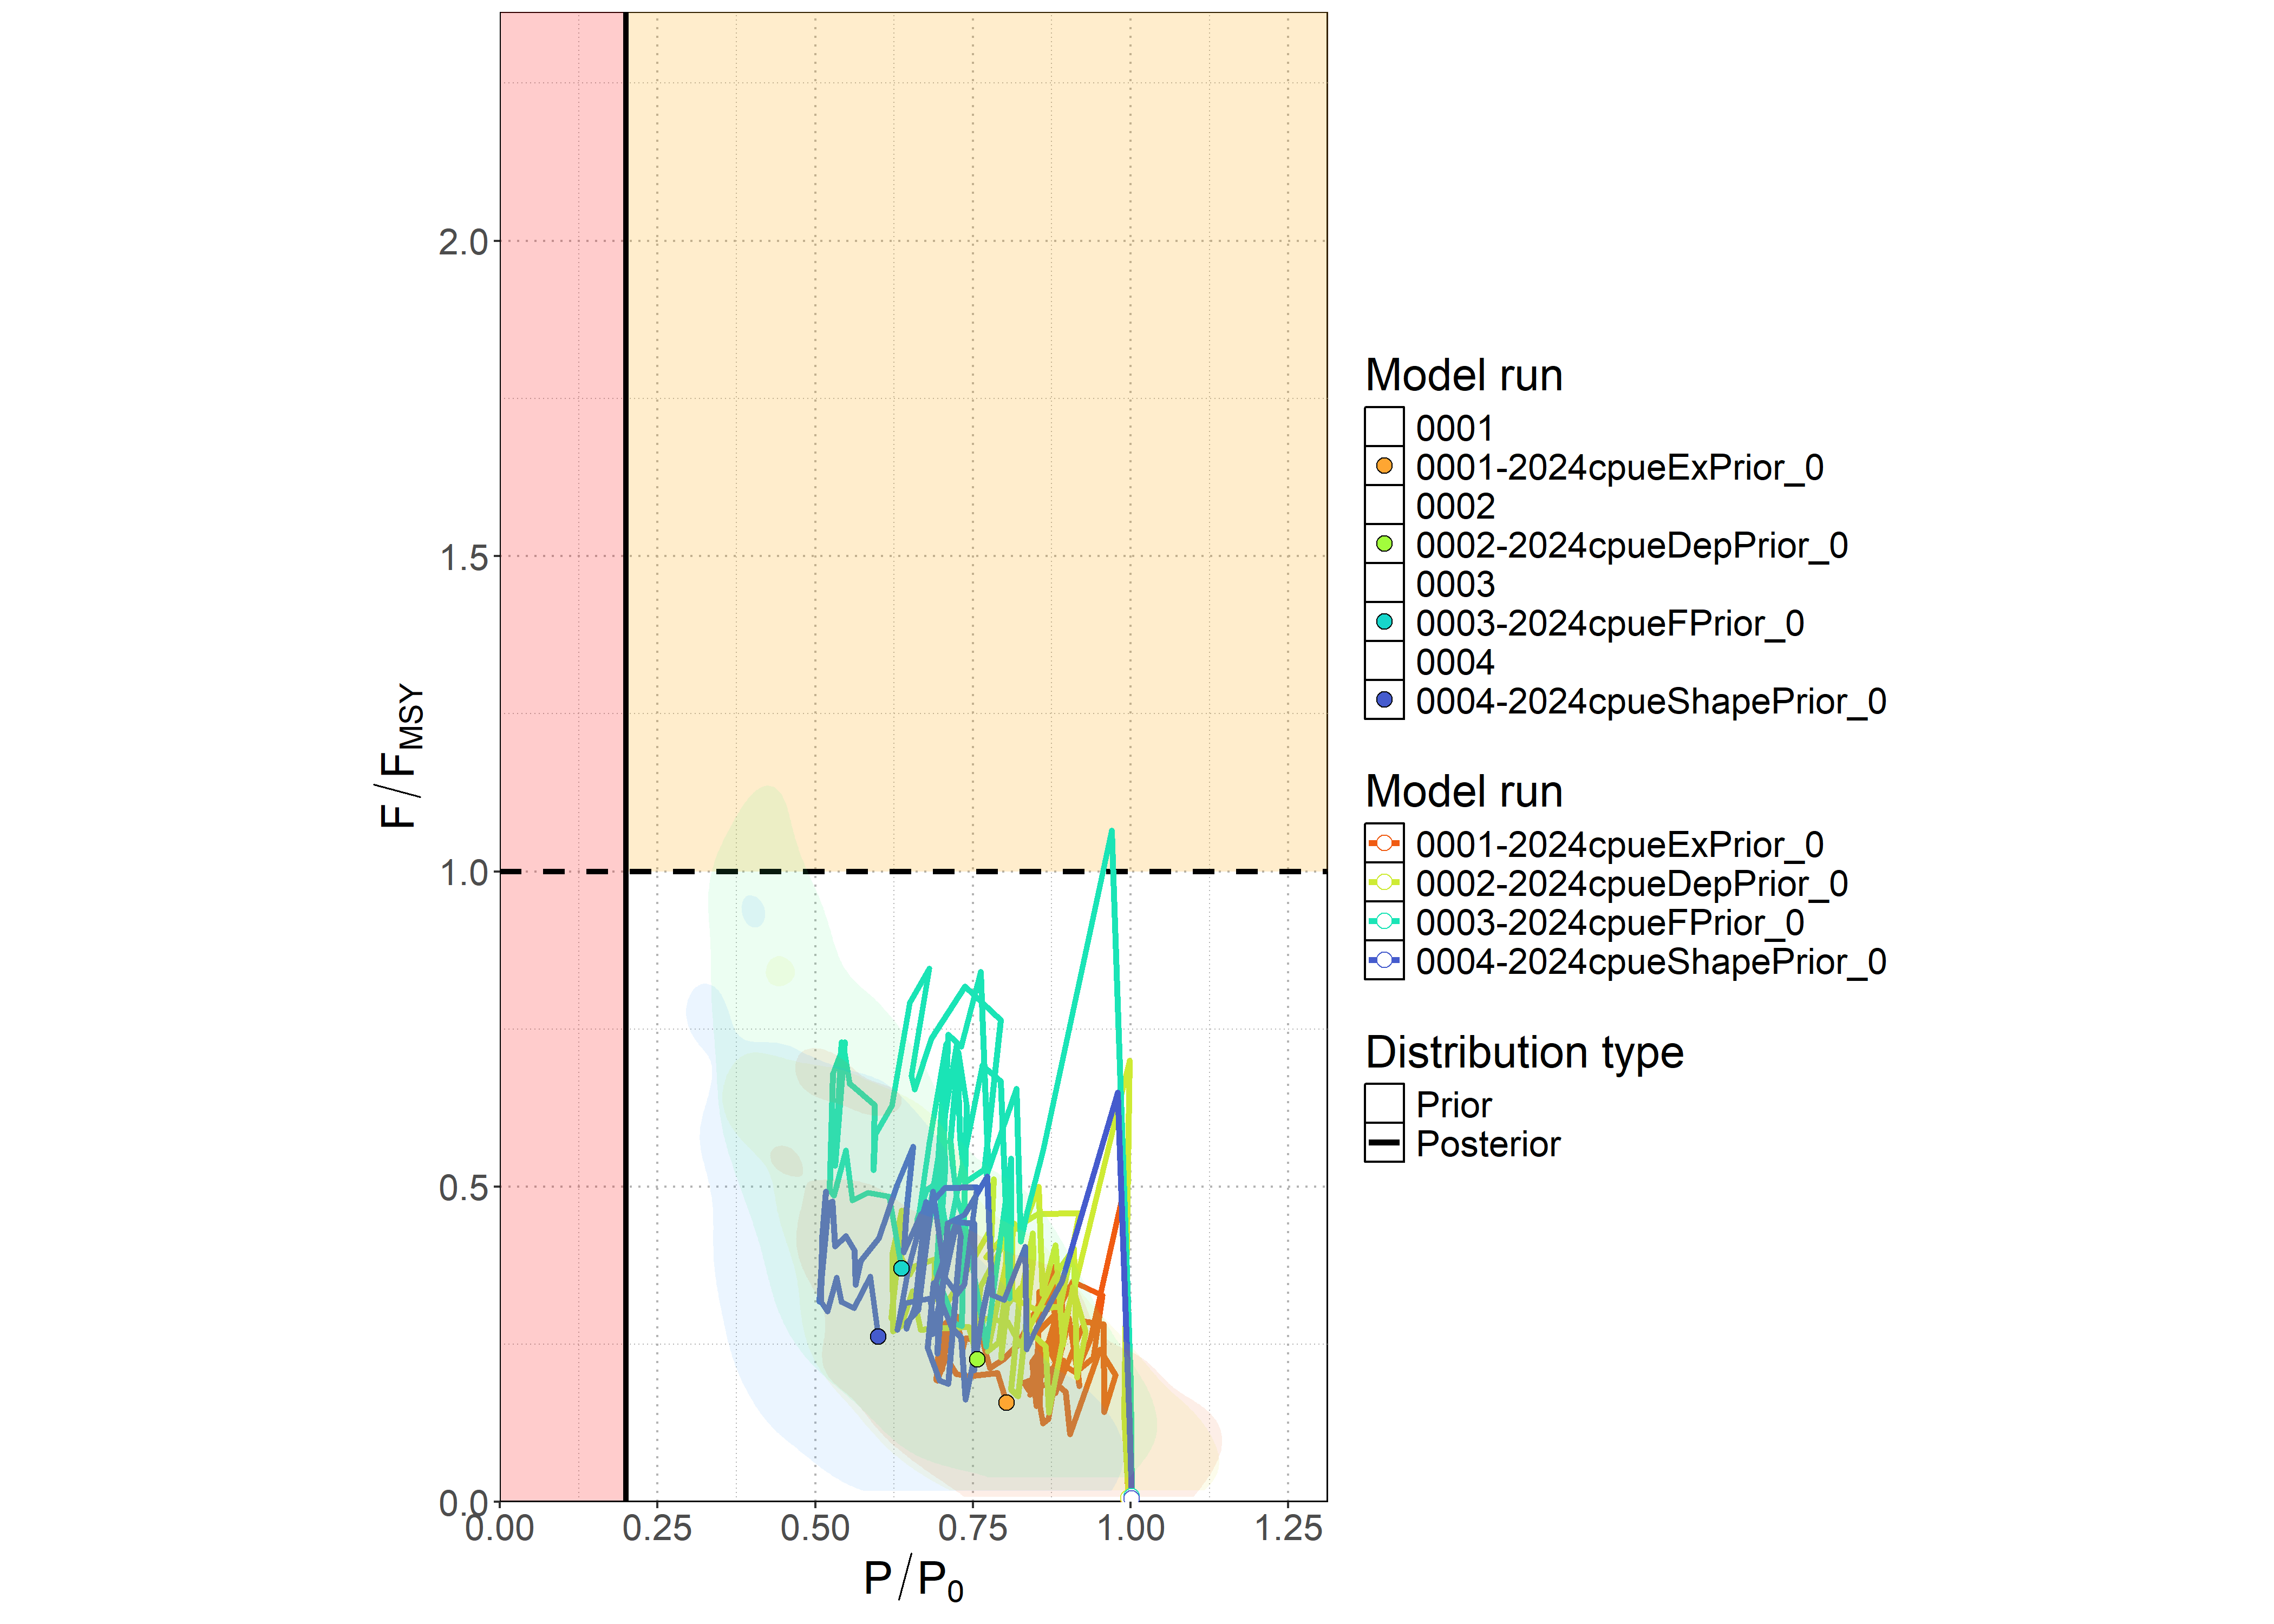 2.0
1.5
1.0
0.5
0.0
F/F_MSY
0.00 0.25 0.50 0.75 1.00 1.25
P/P_0
Model run
0001
0001-2024cpueExPrior_0
0002
0002-2024cpueDepPrior_0
0003
0003-2024cpueFPrior_0
0004
0004-2024cpueShapePrior_0
Model run
0001-2024cpueExPrior_0
0002-2024cpueDepPrior_0
0003-2024cpueFPrior_0
0004-2024cpueShapePrior_0
Distribution type
Prior
Posterior